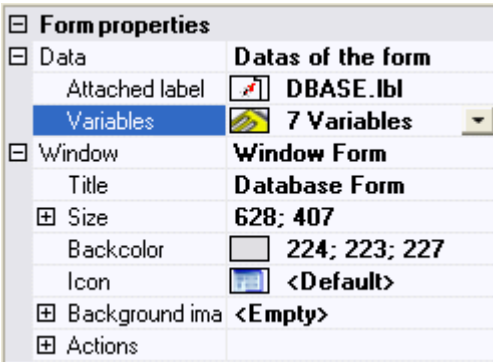 Form properties
Data Datas of the form
Attached label DBASE.lbl
Variables 7 Variables
Window Window Form
Title Database Form
Size 628; 407
Backcolor 224; 223; 227
Icon <Default>
Background ima <Empty>
Actions